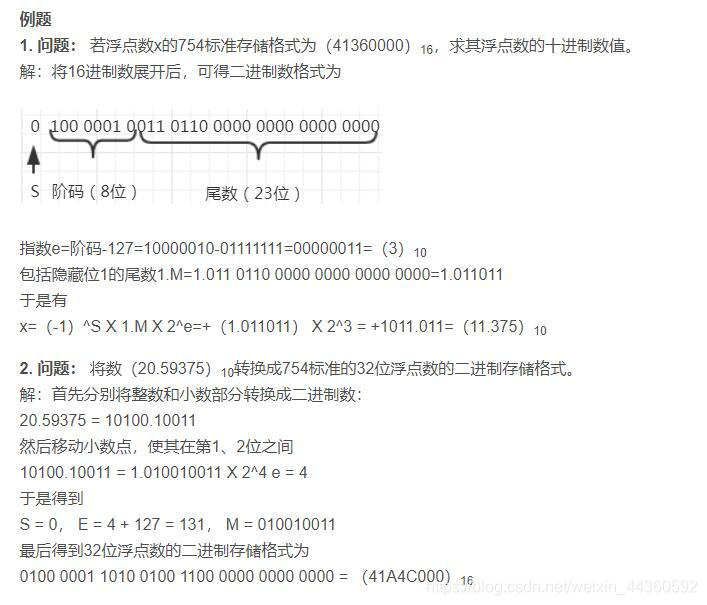 例题
1. 问题： 若浮点数x的754标准存储格式为（41360000）16，求其浮点数的十进制数值。
解：将16进制数展开后，可得二进制数格式为
0 100 0001 0011 0110 0000 0000 0000 0000
S 阶码（8位） 尾数（23位）
指数e=阶码-127=10000010-01111111=00000011=（3）10
包括隐藏位1的尾数1.M=1.011 0110 0000 0000 0000 0000=1.011011
于是有
x=（-1）^S X 1.M X 2^e=+（1.011011） X 2^3 = +1011.011=（11.375）10
2. 问题： 将数（20.59375）10转换成754标准的32位浮点数的二进制存储格式。
解：首先分别将整数和小数部分转换成二进制数：
20.59375 = 10100.10011
然后移动小数点，使其在第1、2位之间
10100.10011 = 1.010010011 X 2^4 e = 4
于是得到
S = 0， E = 4 + 127 = 131， M = 010010011
最后得到32位浮点数的二进制存储格式为
0100 0001 1010 0100 1100 0000 0000 0000 = （41A4C000）16
https://blog.csdn.net/weixin_44360592